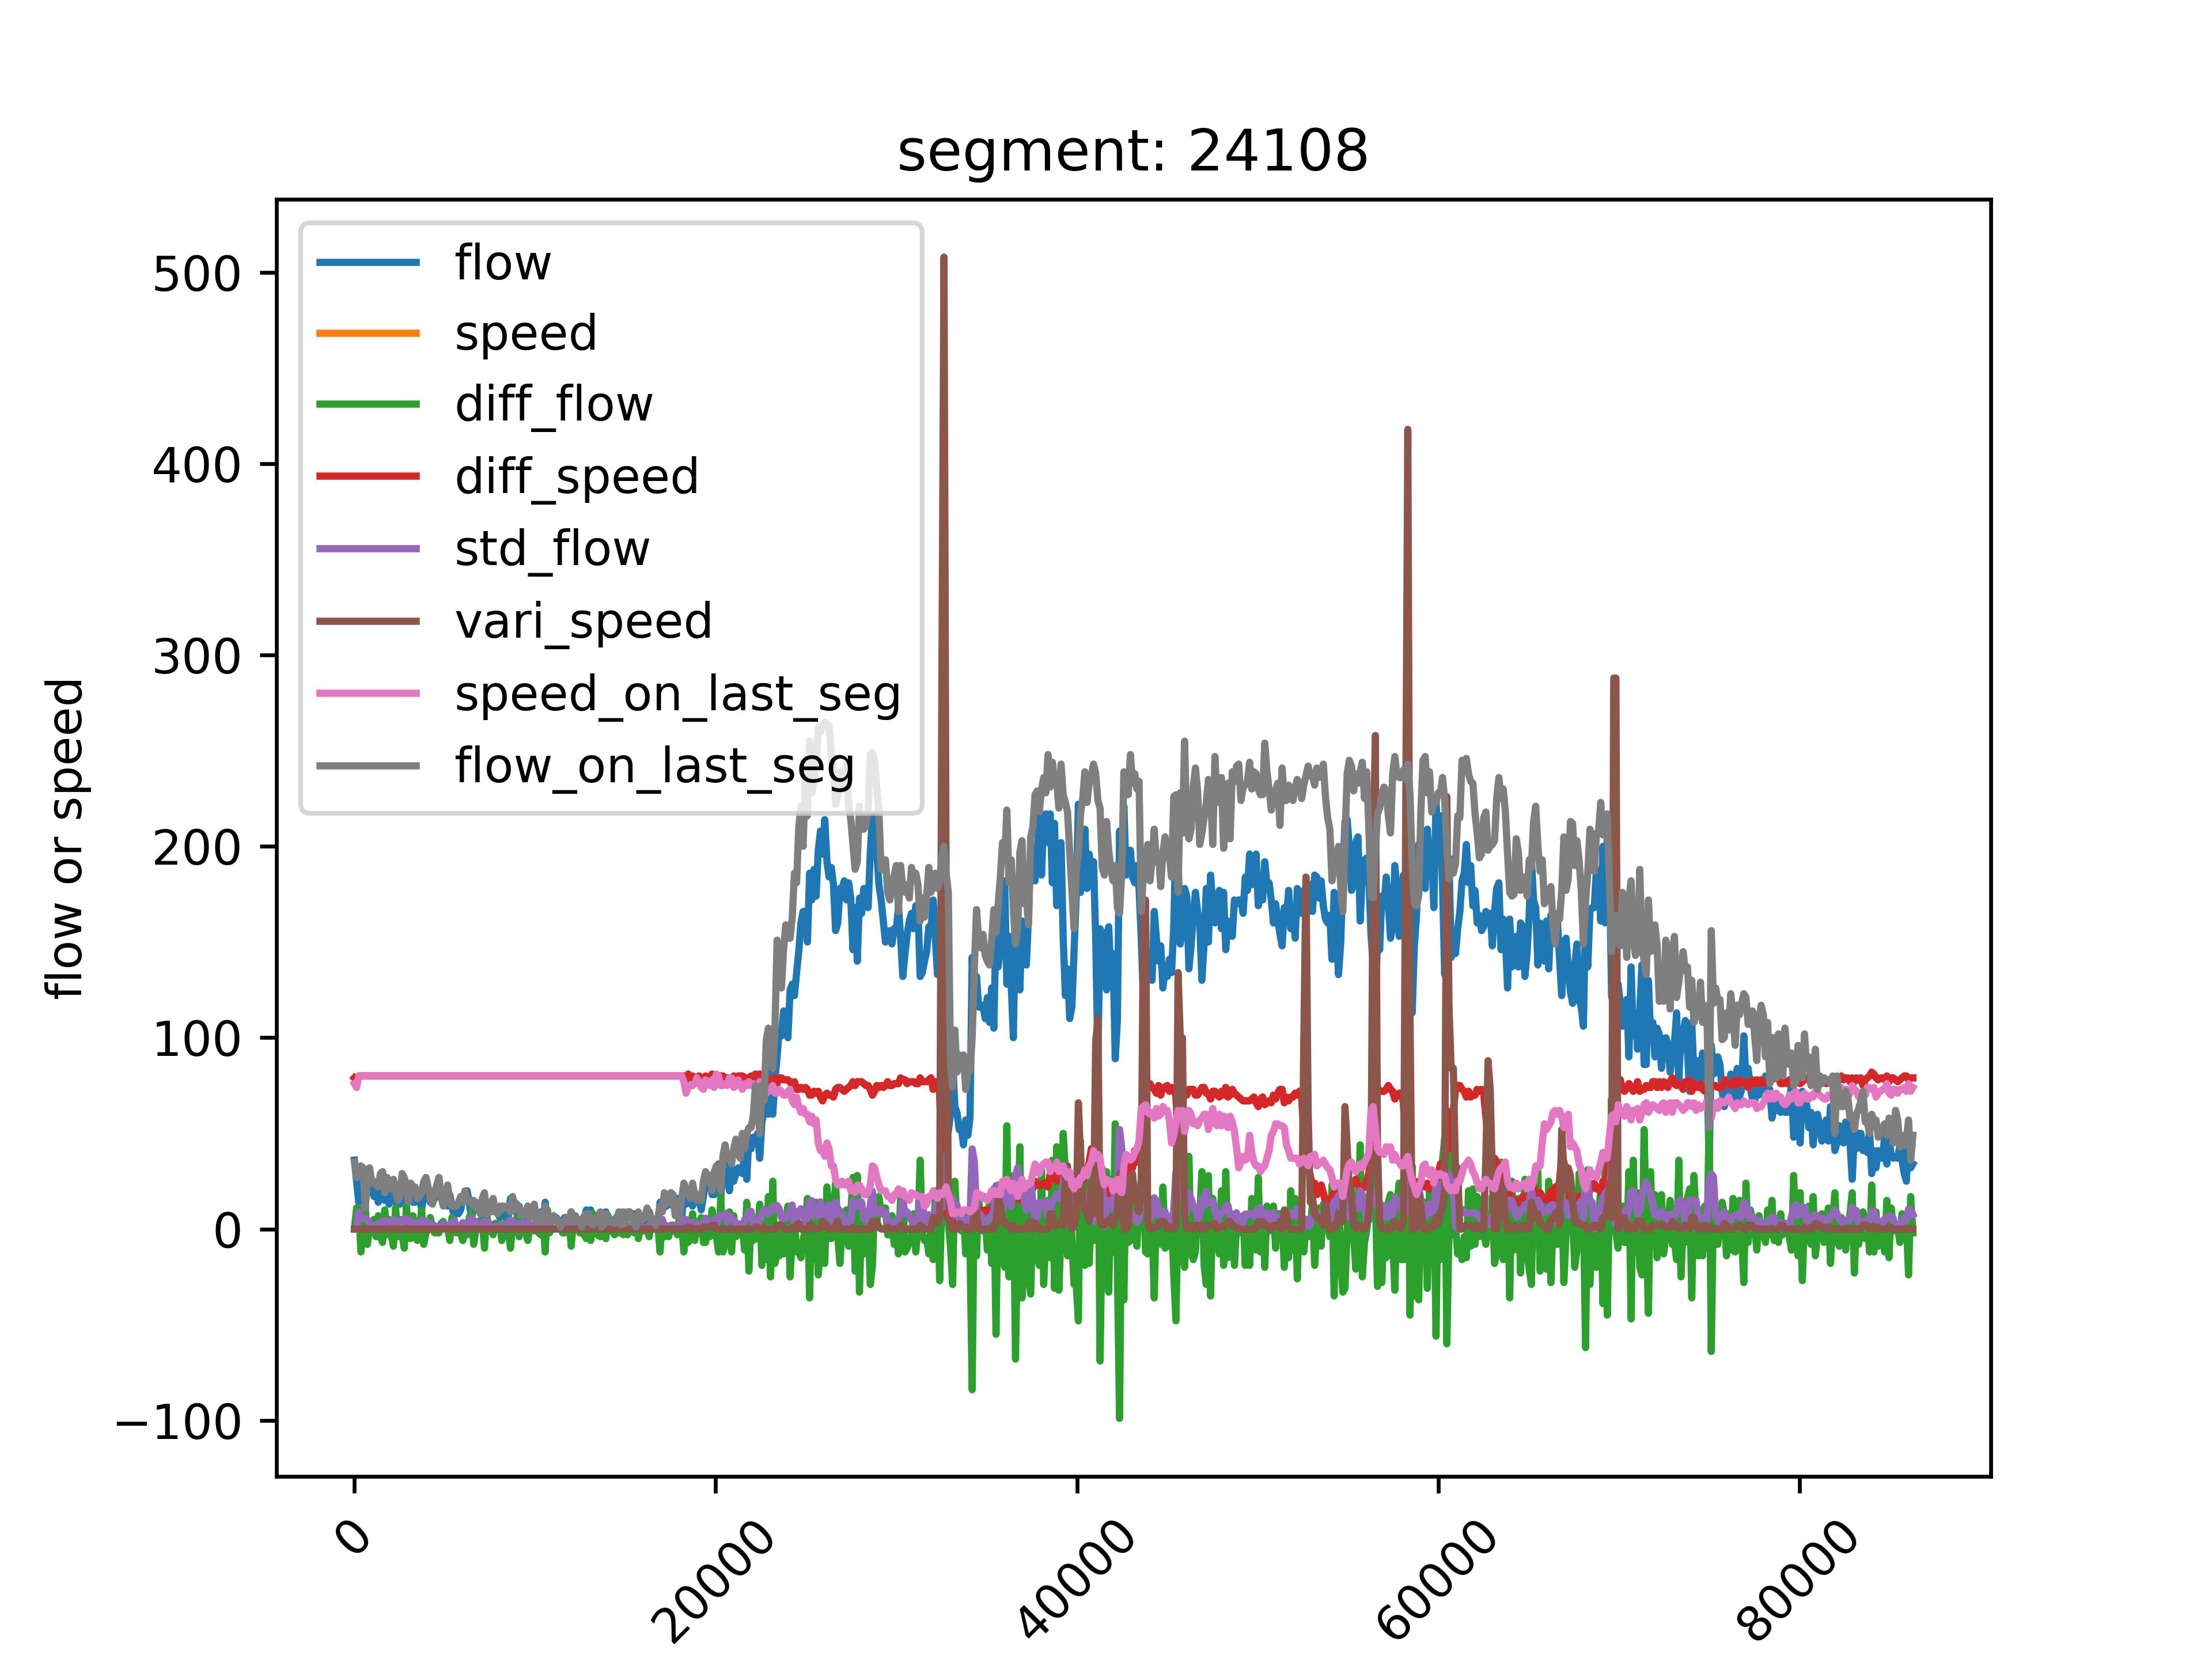 segment: 24108
500
400
300
200
100
0
−100
flow or speed
flow
speed
diff_flow
diff_speed
std_flow
vari_speed
speed_on_last_seg
flow_on_last_seg
0
20000
40000
60000
80000